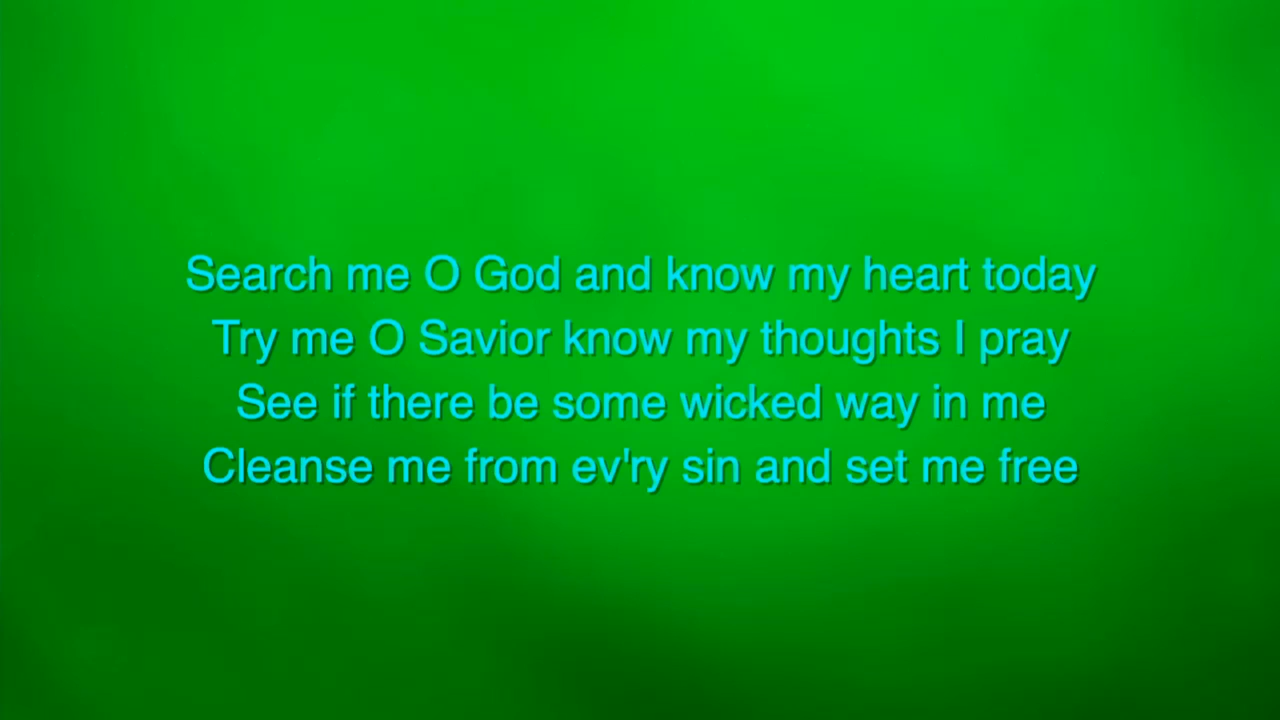 Search me O God and know my heart today
Try me O Savior know my thoughts I pray
See if there be some wicked way in me
Cleanse me from ev'ry sin and set me free